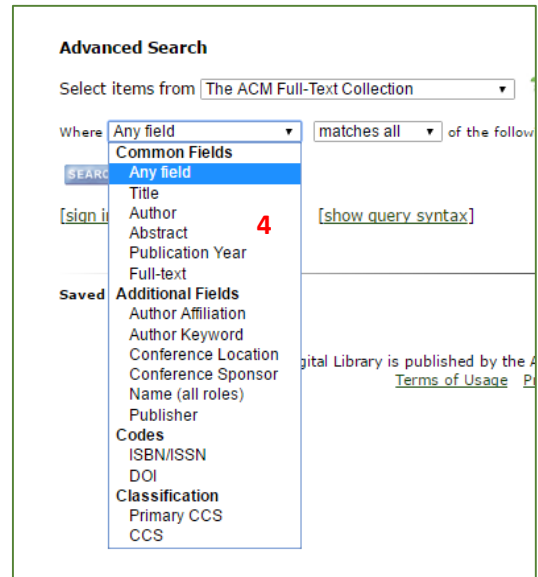 Advanced Search
Select items from The ACM Full-Text Collection
Where Any field matches all of the follow
Common Fields
SEARC Any field
Title
[sign i Author [show query syntax]
4
Abstract
Publication Year
Full-text
Saved Additional Fields
Author Affiliation
Author Keyword
Conference Location gital Library is published by the A
Conference Sponsor Terms of Usage P
Name (all roles)
Publisher
Codes
ISBN/ISSN
DOI
Classification
Primary CCS
CCS